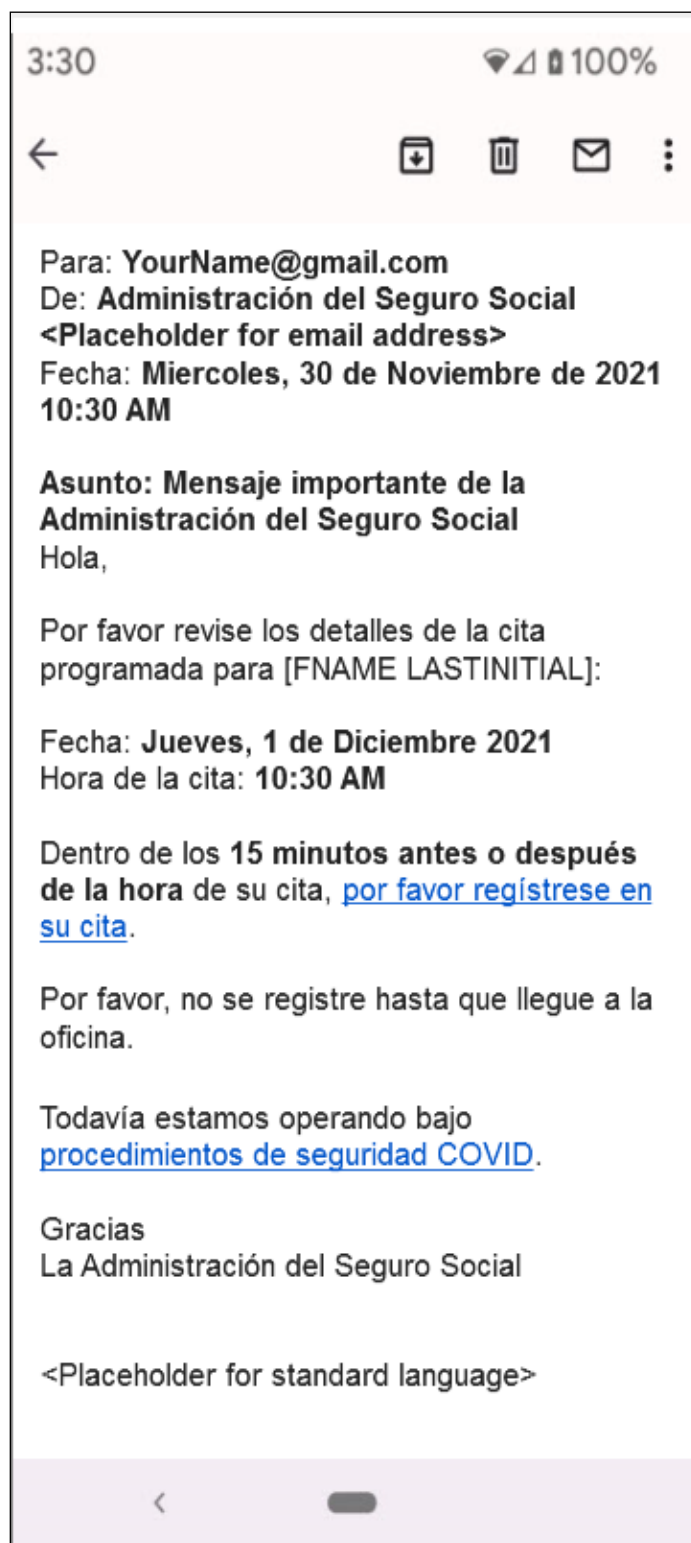 3:30 100%
Para: YourName@gmail.com
De: Administración del Seguro Social
<Placeholder for email address>
Fecha: Miercoles, 30 de Noviembre de 2021
10:30 AM
Asunto: Mensaje importante de la
Administración del Seguro Social
Hola,
Por favor revise los detalles de la cita
programada para [FNAME LASTINITIAL]:
Fecha: Jueves, 1 de Diciembre 2021
Hora de la cita: 10:30 AM
Dentro de los 15 minutos antes o después
de la hora de su cita, por favor regístrese en
su cita.
Por favor, no se registre hasta que llegue a la
oficina.
Todavía estamos operando bajo
procedimientos de seguridad COVID.
Gracias
La Administración del Seguro Social
<Placeholder for standard language>